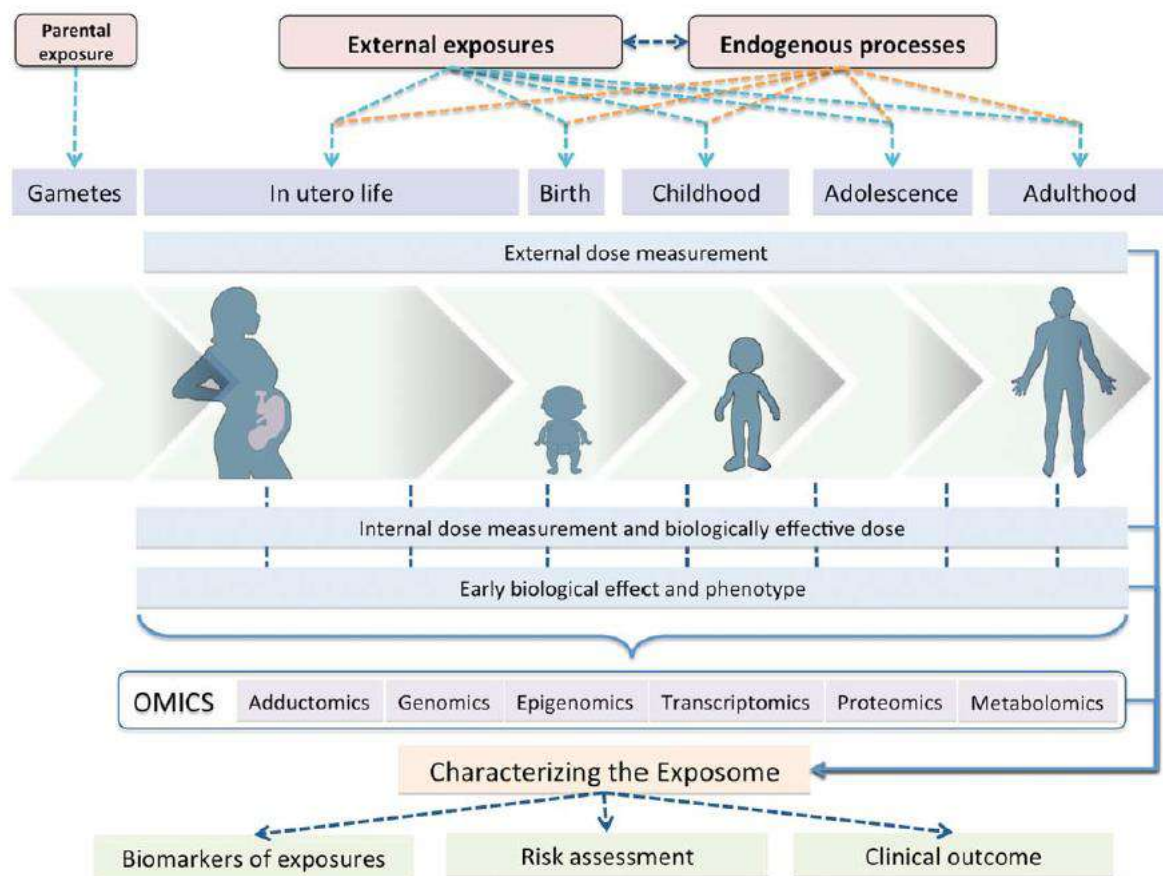 Parental
exposure
External exposures
Endogenous processes
Gametes
In utero life
Birth
Childhood
Adolescence
Adulthood
External dose measurement
Internal dose measurement and biologically effective dose
Early biological effect and phenotype
OMICS
Adductomics
Genomics
Epigenomics
Transcriptomics
Proteomics
Metabolomics
Characterizing the Exposome
Biomarkers of exposures
Risk assessment
Clinical outcome